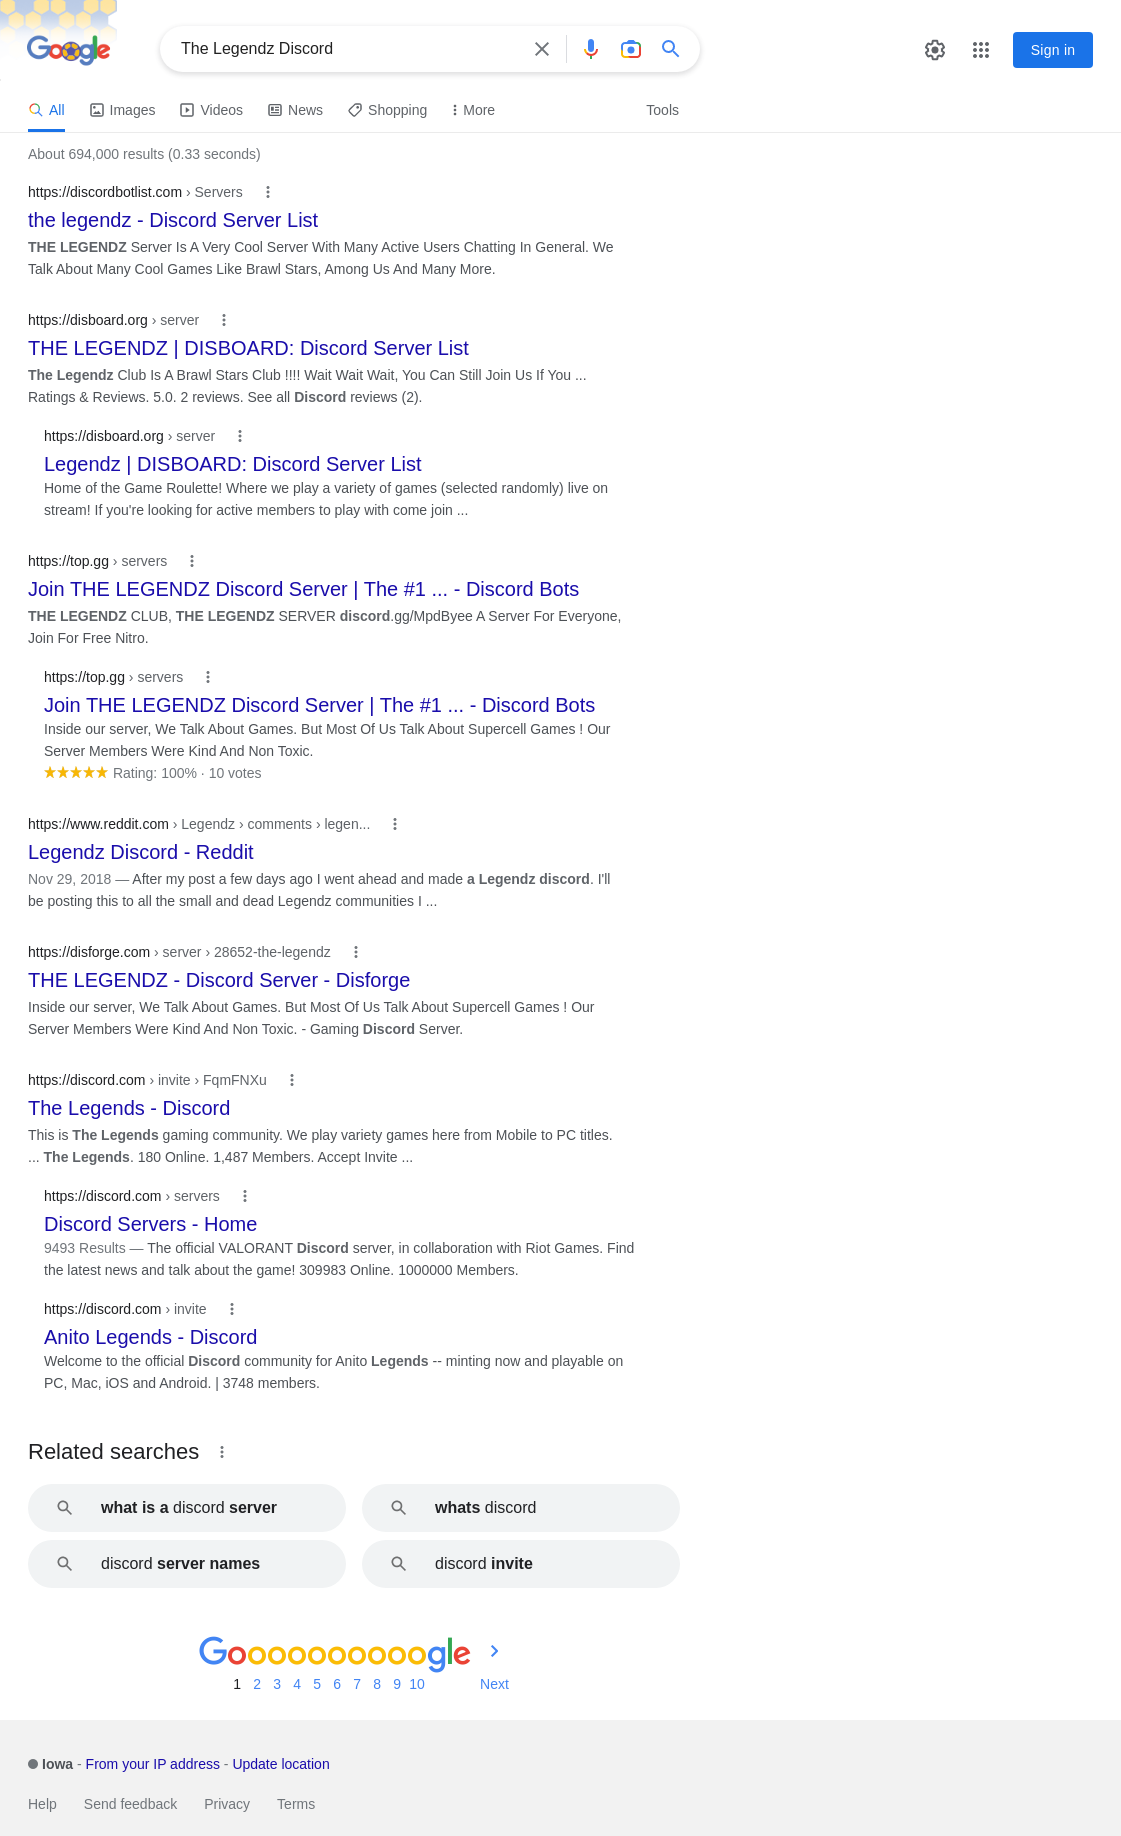 Google
The Legendz Discord
Sign in
All
Images
Videos
News
Shopping
More
Tools
About 694,000 results (0.33 seconds)
https://discordbotlist.com › Servers
the legendz - Discord Server List
THE LEGENDZ Server Is A Very Cool Server With Many Active Users Chatting In General. We
Talk About Many Cool Games Like Brawl Stars, Among Us And Many More.
https://disboard.org › server
THE LEGENDZ | DISBOARD: Discord Server List
The Legendz Club Is A Brawl Stars Club !!!! Wait Wait Wait, You Can Still Join Us If You ...
Ratings & Reviews. 5.0. 2 reviews. See all Discord reviews (2).
https://disboard.org › server
Legendz | DISBOARD: Discord Server List
Home of the Game Roulette! Where we play a variety of games (selected randomly) live on
stream! If you're looking for active members to play with come join ...
https://top.gg › servers
Join THE LEGENDZ Discord Server | The #1 ... - Discord Bots
THE LEGENDZ CLUB, THE LEGENDZ SERVER discord.gg/MpdByee A Server For Everyone,
Join For Free Nitro.
https://top.gg › servers
Join THE LEGENDZ Discord Server | The #1 ... - Discord Bots
Inside our server, We Talk About Games. But Most Of Us Talk About Supercell Games ! Our
Server Members Were Kind And Non Toxic.
Rating: 100% · 10 votes
https://www.reddit.com › Legendz › comments › legen...
Legendz Discord - Reddit
Nov 29, 2018 — After my post a few days ago I went ahead and made a Legendz discord. I'll
be posting this to all the small and dead Legendz communities I ...
https://disforge.com › server › 28652-the-legendz
THE LEGENDZ - Discord Server - Disforge
Inside our server, We Talk About Games. But Most Of Us Talk About Supercell Games ! Our
Server Members Were Kind And Non Toxic. - Gaming Discord Server.
https://discord.com › invite › FqmFNXu
The Legends - Discord
This is The Legends gaming community. We play variety games here from Mobile to PC titles.
... The Legends. 180 Online. 1,487 Members. Accept Invite ...
https://discord.com › servers
Discord Servers - Home
9493 Results — The official VALORANT Discord server, in collaboration with Riot Games. Find
the latest news and talk about the game! 309983 Online. 1000000 Members.
https://discord.com › invite
Anito Legends - Discord
Welcome to the official Discord community for Anito Legends -- minting now and playable on
PC, Mac, iOS and Android. | 3748 members.
Related searches
what is a discord server
whats discord
discord server names
discord invite
Goooooooooogle
1 2 3 4 5 6 7 8 9 10 Next
Iowa - From your IP address - Update location
Help Send feedback Privacy Terms